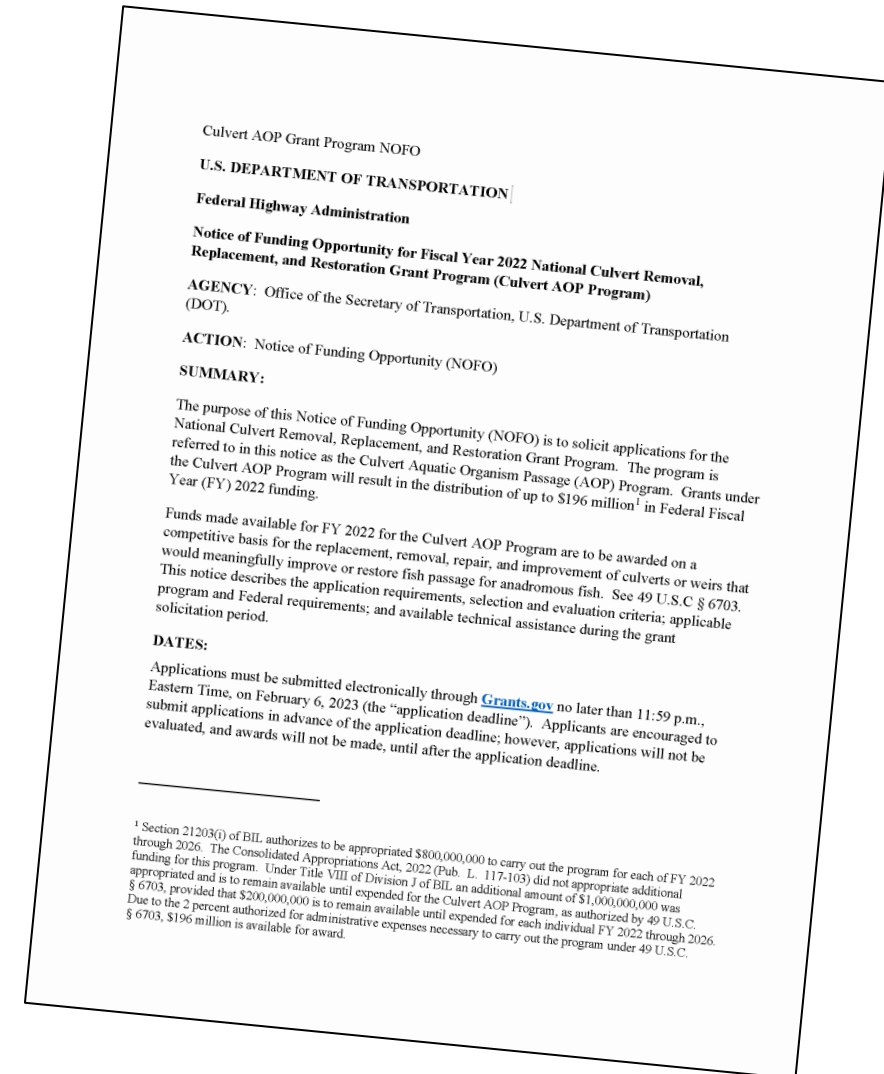 Culvert AOP Grant Program NOFO
U.S. DEPARTMENT OF TRANSPORTATION
Federal Highway Administration
Notice of Funding Opportunity for Fiscal Year 2022 National Culvert Removal,
Replacement, and Restoration Grant Program (Culvert AOP Program)
AGENCY:  Office of the Secretary of Transportation, U.S. Department of Transportation
(DOT).
ACTION:  Notice of Funding Opportunity (NOFO)
SUMMARY:
The purpose of this Notice of Funding Opportunity (NOFO) is to solicit applications for the
National Culvert Removal, Replacement, and Restoration Grant Program.  The program is
referred to in this notice as the Culvert Aquatic Organism Passage (AOP) Program.  Grants under
the Culvert AOP Program will result in the distribution of up to $196 million¹ in Federal Fiscal
Year (FY) 2022 funding.
Funds made available for FY 2022 for the Culvert AOP Program are to be awarded on a
competitive basis for the replacement, removal, repair, and improvement of culverts or weirs that
would meaningfully improve or restore fish passage for anadromous fish.  See 49 U.S.C § 6703.
This notice describes the application requirements, selection and evaluation criteria; applicable
program and Federal requirements; and available technical assistance during the grant
solicitation period.
DATES:
Applications must be submitted electronically through Grants.gov no later than 11:59 p.m.,
Eastern Time, on February 6, 2023 (the “application deadline”).  Applicants are encouraged to
submit applications in advance of the application deadline; however, applications will not be
evaluated, and awards will not be made, until after the application deadline.
¹ Section 21203(i) of BIL authorizes to be appropriated $800,000,000 to carry out the program for each of FY 2022
through 2026.  The Consolidated Appropriations Act, 2022 (Pub. L.  117-103) did not appropriate additional
funding for this program.  Under Title VIII of Division J of BIL an additional amount of $1,000,000,000 was
appropriated and is to remain available until expended for the Culvert AOP Program, as authorized by 49 U.S.C.
§ 6703, provided that $200,000,000 is to remain available until expended for each individual FY 2022 through 2026.
Due to the 2 percent authorized for administrative expenses necessary to carry out the program under 49 U.S.C.
§ 6703, $196 million is available for award.